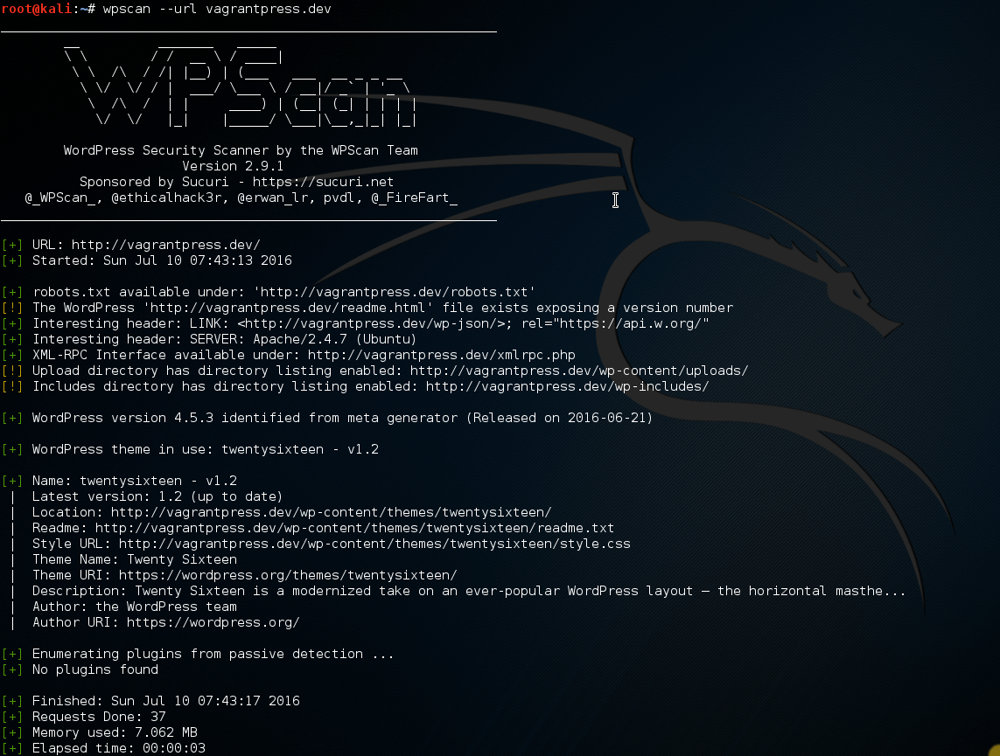 root@kali:~# wpscan --url vagrantpress.dev
_______________________________________________________________
        __          _______   _____
        \ \        / /  __ \ / ____|
         \ \  /\  / /| |__) | (___   ___  __ _ _ __
          \ \/  \/ / |  ___/ \___ \ / __|/ _` | '_ \
           \  /\  /  | |     ____) | (__| (_| | | | |
            \/  \/   |_|    |_____/ \___|\__,_|_| |_|

        WordPress Security Scanner by the WPScan Team
                       Version 2.9.1
          Sponsored by Sucuri - https://sucuri.net
   @_WPScan_, @ethicalhack3r, @erwan_lr, pvdl, @_FireFart_
_______________________________________________________________

[+] URL: http://vagrantpress.dev/
[+] Started: Sun Jul 10 07:43:13 2016

[+] robots.txt available under: 'http://vagrantpress.dev/robots.txt'
[!] The WordPress 'http://vagrantpress.dev/readme.html' file exists exposing a version number
[+] Interesting header: LINK: <http://vagrantpress.dev/wp-json/>; rel="https://api.w.org/"
[+] Interesting header: SERVER: Apache/2.4.7 (Ubuntu)
[+] XML-RPC Interface available under: http://vagrantpress.dev/xmlrpc.php
[!] Upload directory has directory listing enabled: http://vagrantpress.dev/wp-content/uploads/
[!] Includes directory has directory listing enabled: http://vagrantpress.dev/wp-includes/

[+] WordPress version 4.5.3 identified from meta generator (Released on 2016-06-21)

[+] WordPress theme in use: twentysixteen - v1.2

[+] Name: twentysixteen - v1.2
 |  Latest version: 1.2 (up to date)
 |  Location: http://vagrantpress.dev/wp-content/themes/twentysixteen/
 |  Readme: http://vagrantpress.dev/wp-content/themes/twentysixteen/readme.txt
 |  Style URL: http://vagrantpress.dev/wp-content/themes/twentysixteen/style.css
 |  Theme Name: Twenty Sixteen
 |  Theme URI: https://wordpress.org/themes/twentysixteen/
 |  Description: Twenty Sixteen is a modernized take on an ever-popular WordPress layout — the horizontal masthe...
 |  Author: the WordPress team
 |  Author URI: https://wordpress.org/

[+] Enumerating plugins from passive detection ...
[+] No plugins found

[+] Finished: Sun Jul 10 07:43:17 2016
[+] Requests Done: 37
[+] Memory used: 7.062 MB
[+] Elapsed time: 00:00:03